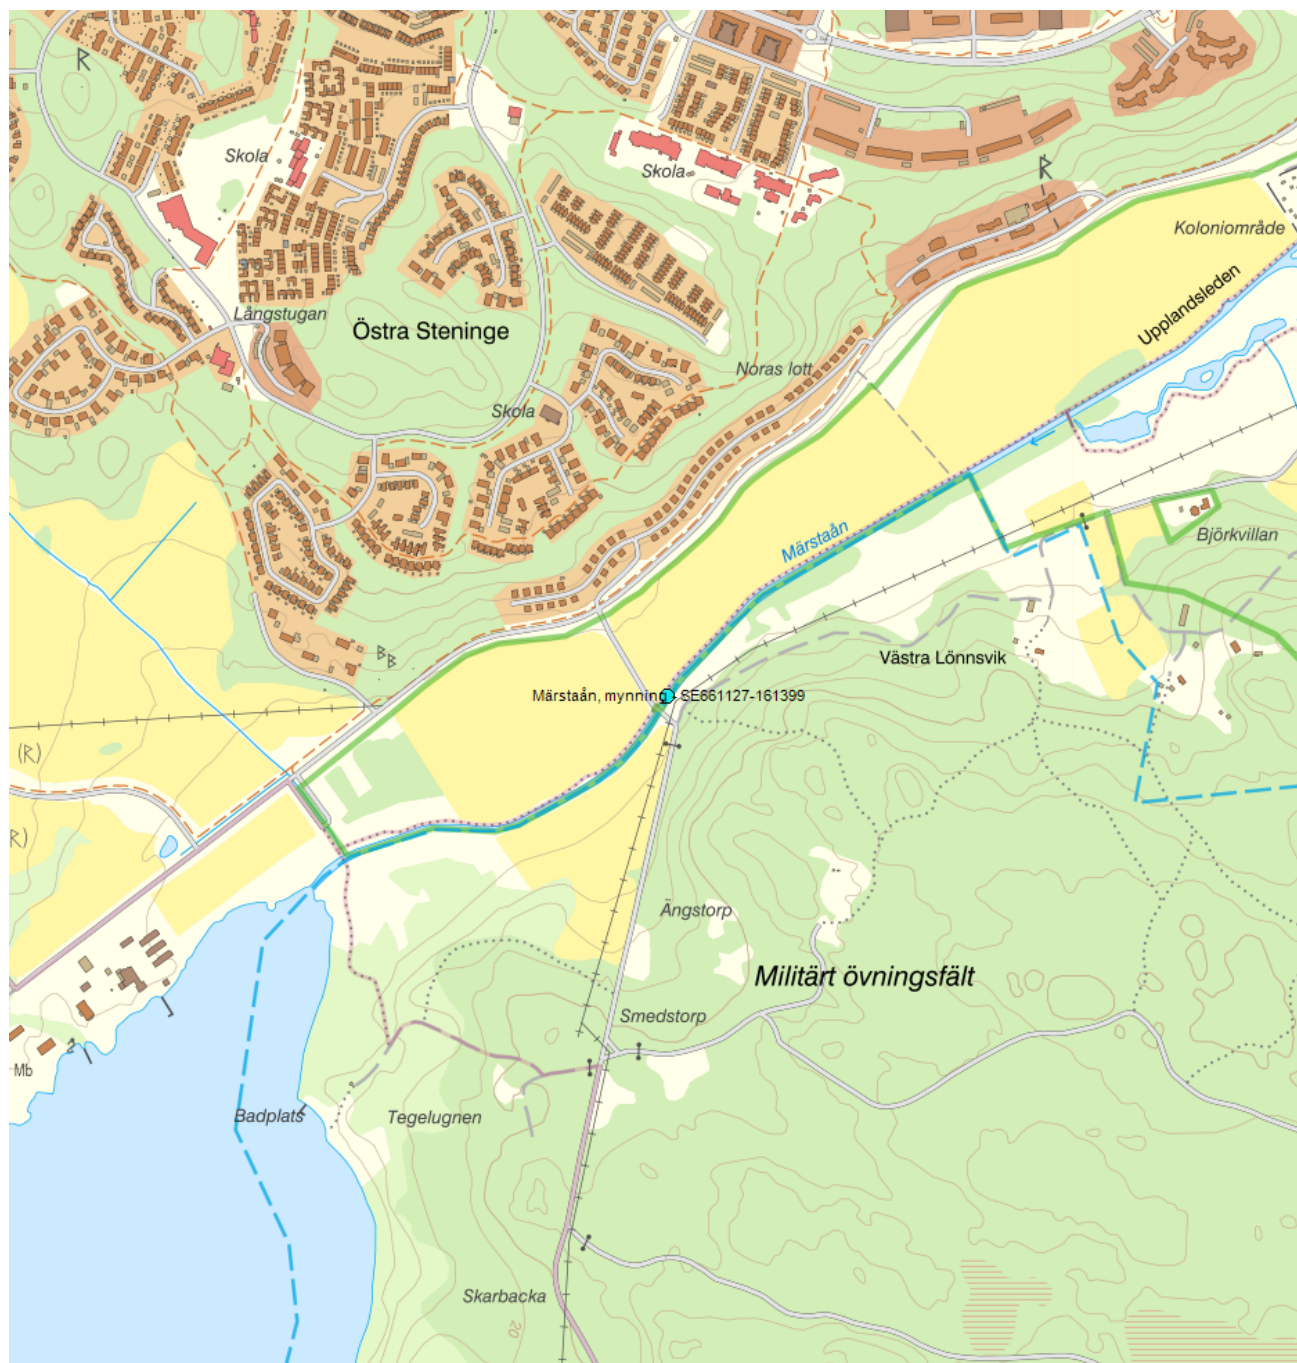 R
Skola
Skola
R
Koloniområde
Upplandsleden
Långstugan
Östra Steninge
Noras lott
Skola
Märstaån
Björkvillan
B
B
Västra Lönnsvik
Märstaån, mynning - SE661127-161399
(R)
R)
Ängstorp
Militärt övningsfält
Smedstorp
Mb
Badplats
Tegelugnen
Skarbacka
20